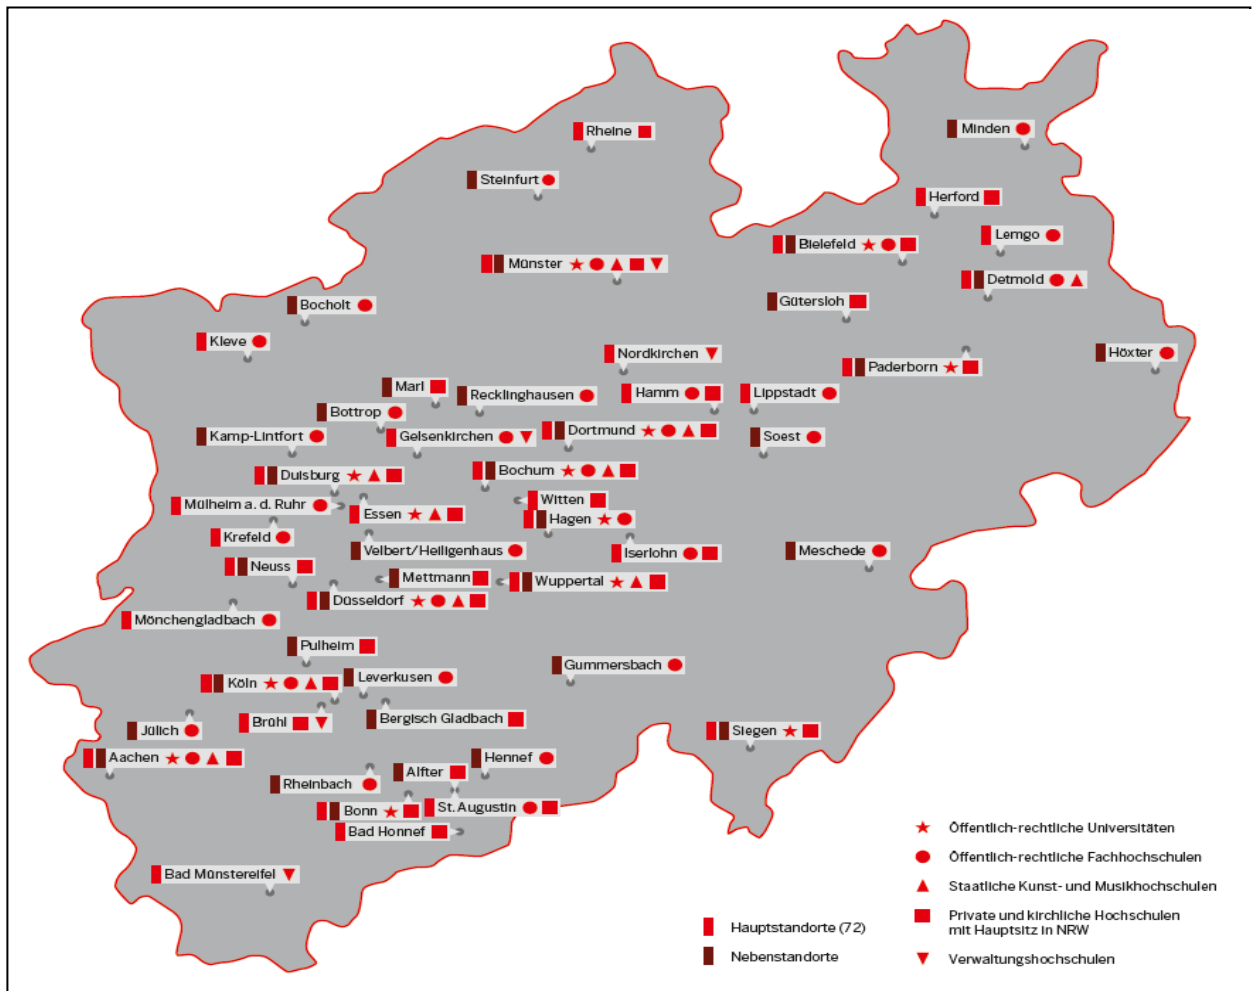 Rheine
Minden
Steinfurt
Herford
Lemgo
Bielefeld
Münster
Detmold
Bocholt
Gütersloh
Kleve
Nordkirchen
Höxter
Paderborn
Marl
Recklinghausen
Hamm
Lippstadt
Bottrop
Kamp-Lintfort
Gelsenkirchen
Dortmund
Soest
Duisburg
Bochum
Mülheim a. d. Ruhr
Witten
Essen
Hagen
Krefeld
Velbert/Heiligenhaus
Iserlohn
Meschede
Neuss
Mettmann
Wuppertal
Düsseldorf
Mönchengladbach
Pulheim
Gummersbach
Köln
Leverkusen
Jülich
Brühl
Bergisch Gladbach
Siegen
Aachen
Hennef
Alfter
Rheinbach
Bonn
St. Augustin
Bad Honnef
Bad Münstereifel
Öffentlich-rechtliche Universitäten
Öffentlich-rechtliche Fachhochschulen
Staatliche Kunst- und Musikhochschulen
Private und kirchliche Hochschulen
mit Hauptsitz in NRW
Verwaltungshochschulen
Hauptstandorte (72)
Nebenstandorte